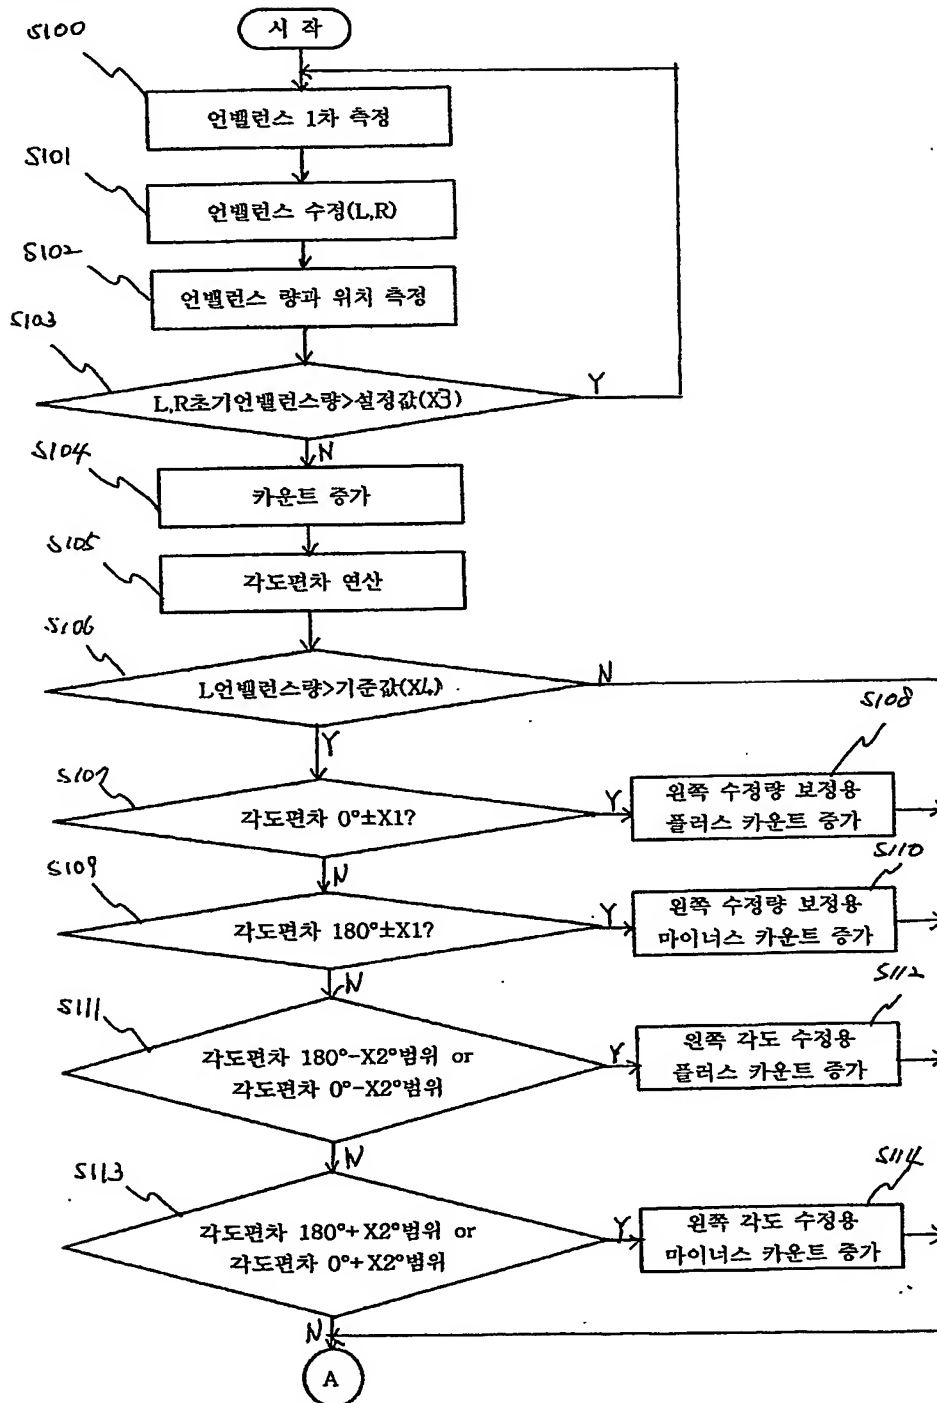 시 작
S100
언밸런스 1차 측정
S101
언밸런스 수정(L,R)
S102
언밸런스 량과 위치 측정
S103
L,R초기언밸런스량>설정값(X3)
Y
N
S104
카운트 증가
S105
각도편차 연산
S106
L언밸런스량>기준값(X4)
N
Y
S107
각도편차 0°±X1?
Y
S108
왼쪽 수정량 보정용
플러스 카운트 증가
N
S109
각도편차 180°±X1?
Y
S110
왼쪽 수정량 보정용
마이너스 카운트 증가
N
S111
각도편차 180°-X2°범위 or
각도편차 0°-X2°범위
Y
S112
왼쪽 각도 수정용
플러스 카운트 증가
N
S113
각도편차 180°+X2°범위 or
각도편차 0°+X2°범위
Y
S114
왼쪽 각도 수정용
마이너스 카운트 증가
N
A